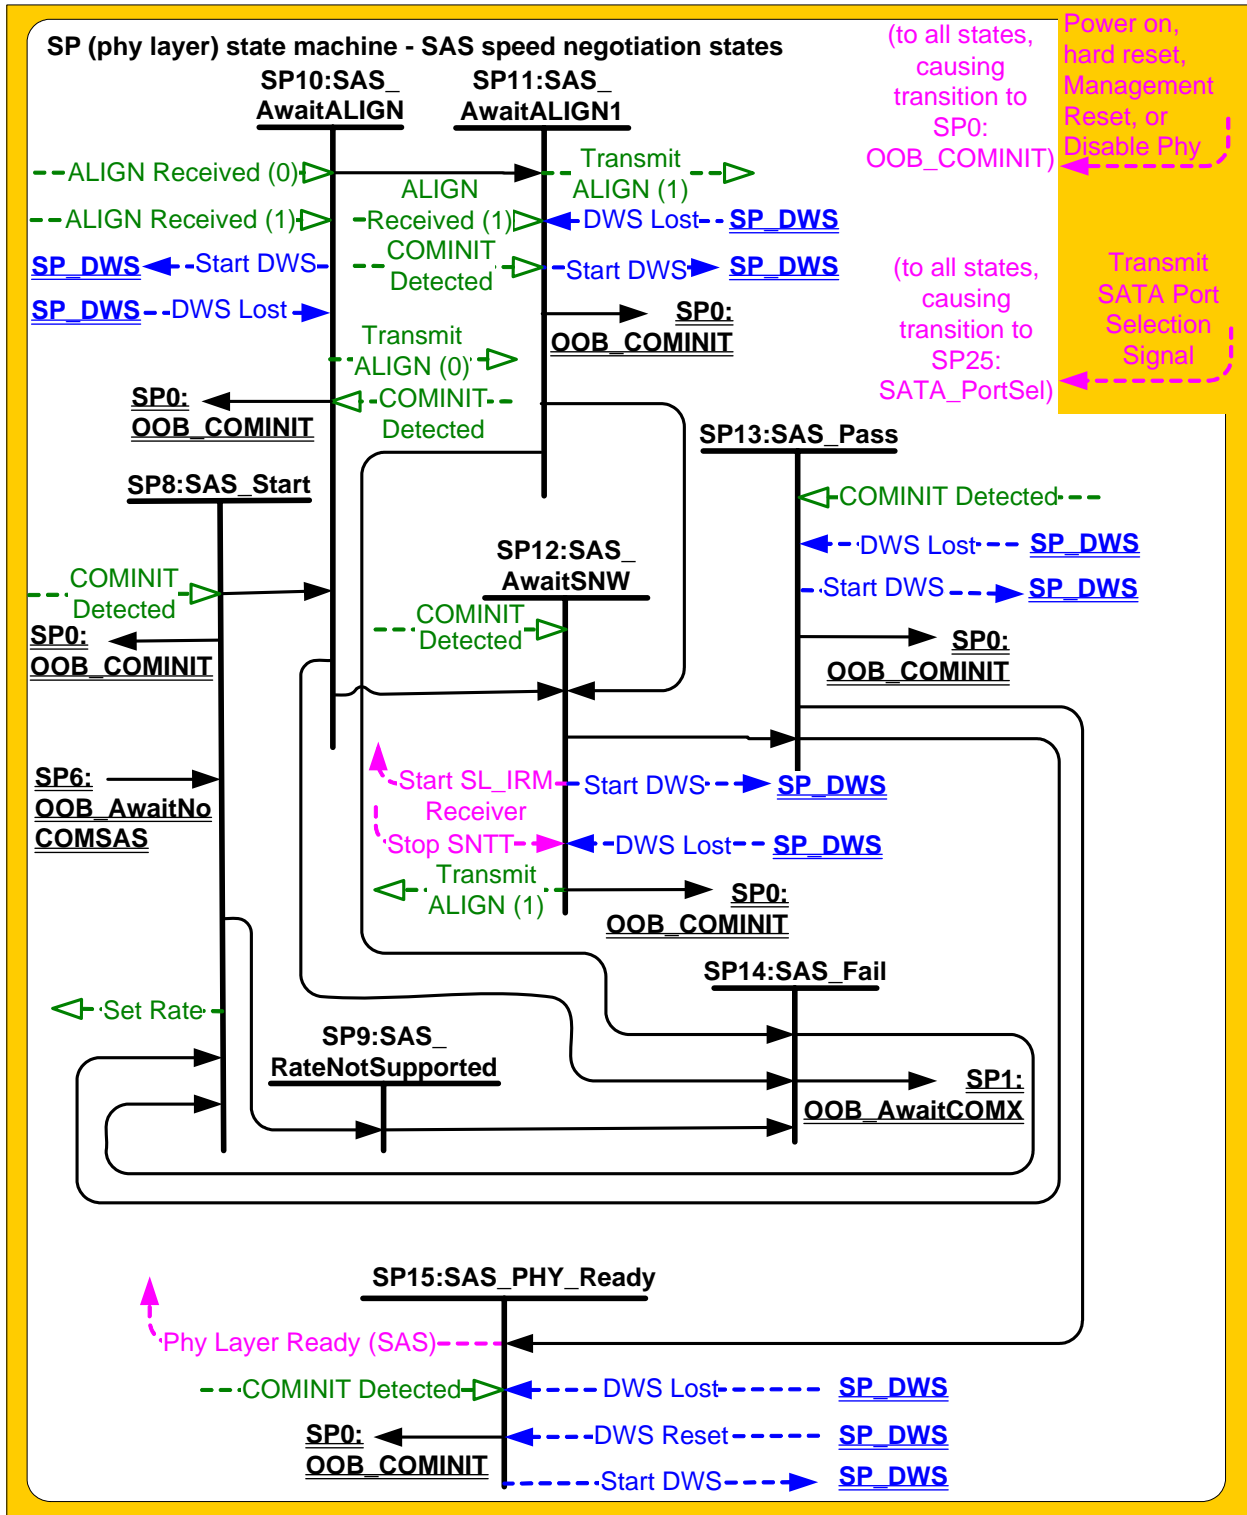 SP (phy layer) state machine - SAS speed negotiation states
(to all states,
causing
transition to
SP0:
OOB_COMINIT)
Power on,
hard reset,
Management
Reset, or
Disable Phy
(to all states,
causing
transition to
SP25:
SATA_PortSel)
Transmit
SATA Port
Selection
Signal
SP10:SAS_
AwaitALIGN
ALIGN Received (0)
ALIGN Received (1)
SP_DWS
Start DWS
SP_DWS
DWS Lost
Transmit
ALIGN (0)
SP0:
OOB_COMINIT
COMINIT
Detected
SP11:SAS_
AwaitALIGN1
Transmit
ALIGN (1)
ALIGN
Received (1)
DWS Lost
SP_DWS
COMINIT
Detected
Start DWS
SP_DWS
SP0:
OOB_COMINIT
SP13:SAS_Pass
COMINIT Detected
DWS Lost
SP_DWS
Start DWS
SP_DWS
SP0:
OOB_COMINIT
SP8:SAS_Start
COMINIT
Detected
SP0:
OOB_COMINIT
SP6:
OOB_AwaitNo
COMSAS
Set Rate
SP12:SAS_
AwaitSNW
COMINIT
Detected
Start SL_IRM
Receiver
Start DWS
SP_DWS
Stop SNTT
DWS Lost
SP_DWS
Transmit
ALIGN (1)
SP0:
OOB_COMINIT
SP14:SAS_Fail
SP1:
OOB_AwaitCOMX
SP9:SAS_
RateNotSupported
SP15:SAS_PHY_Ready
Phy Layer Ready (SAS)
COMINIT Detected
DWS Lost
SP_DWS
SP0:
OOB_COMINIT
DWS Reset
SP_DWS
Start DWS
SP_DWS